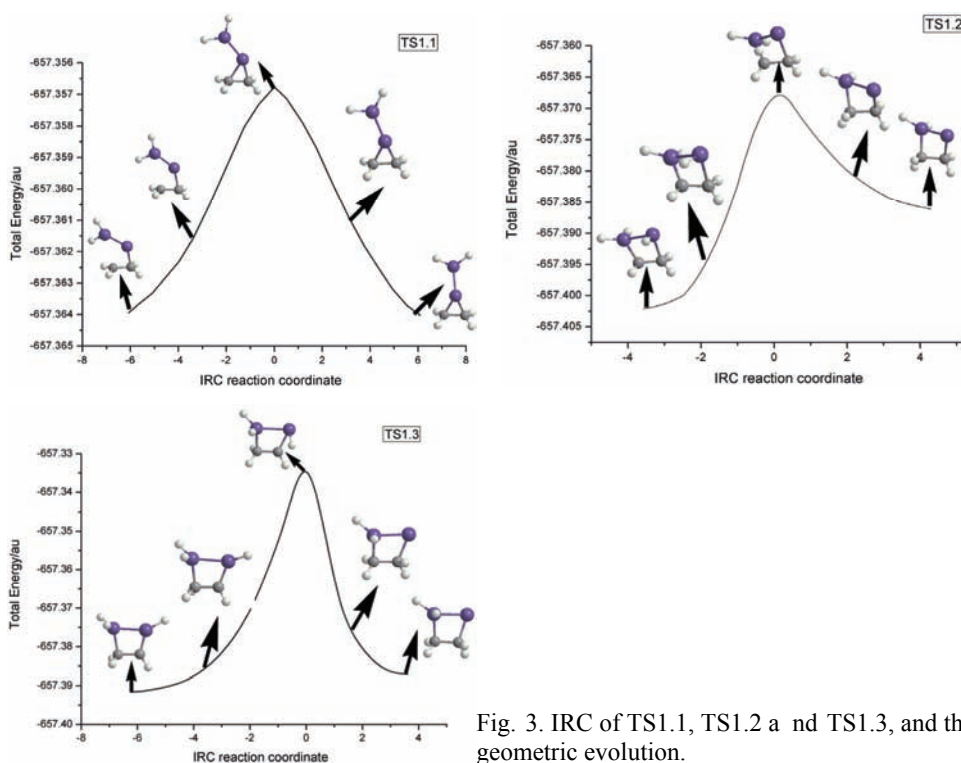 TS1.1
-657.356
-657.357
-657.358
-657.359
-657.360
-657.361
-657.362
-657.363
-657.364
-657.365
Total Energy/au
-8 -6 -4 -2 0 2 4 6 8
IRC reaction coordinate
TS1.2
-657.360
-657.365
-657.370
-657.375
-657.380
-657.385
-657.390
-657.395
-657.400
-657.405
Total Energy/au
-4 -2 0 2 4
IRC reaction coordinate
TS1.3
-657.33
-657.34
-657.35
-657.36
-657.37
-657.38
-657.39
-657.40
Total Energy/au
-8 -6 -4 -2 0 2 4
IRC reaction coordinate
Fig. 3. IRC of TS1.1, TS1.2 a nd TS1.3, and th
geometric evolution.